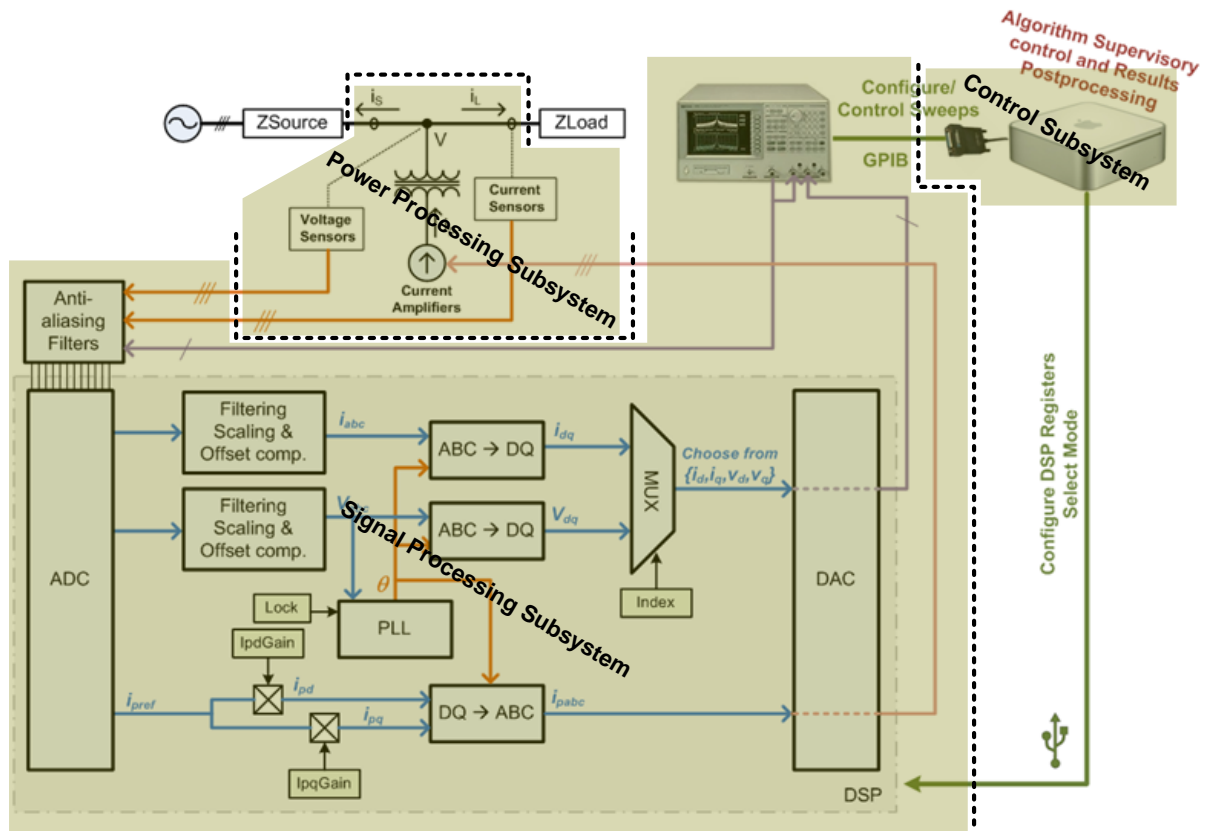 Algorithm Supervisory
control and Results
Postprocessing
Control Subsystem
Configure/
Control Sweeps
GPIB
iS
iL
ZSource
ZLoad
V
Power Processing Subsystem
Current
Sensors
Voltage
Sensors
Current
Amplifiers
Anti-
aliasing
Filters
Filtering
Scaling &
Offset comp.
iabc
ABC → DQ
idq
MUX
Choose from
{id,iq,vd,vq}
Filtering
Scaling &
Offset comp.
ABC → DQ
Vdq
Signal Processing Subsystem
ADC
DAC
θ
Lock
PLL
Index
IpdGain
ipref
ipd
ipq
DQ → ABC
ipabc
IpqGain
DSP
Configure DSP Registers
Select Mode